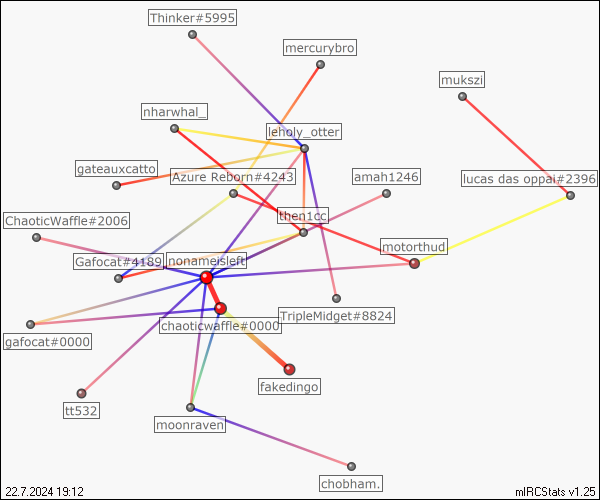 Thinker#5995
mercurybro
mukszi
nharwhal_
leholy_otter
gateauxcatto
Azure Reborn#4243
amah1246
lucas das oppai#2396
ChaoticWaffle#2006
then1cc
motorthud
Gafocat#4189
nonameisleft
TripleMidget#8824
chaoticwaffle#0000
gafocat#0000
fakedingo
tt532
moonraven
chobham.
22.7.2024 19:12
mIRCStats v1.25